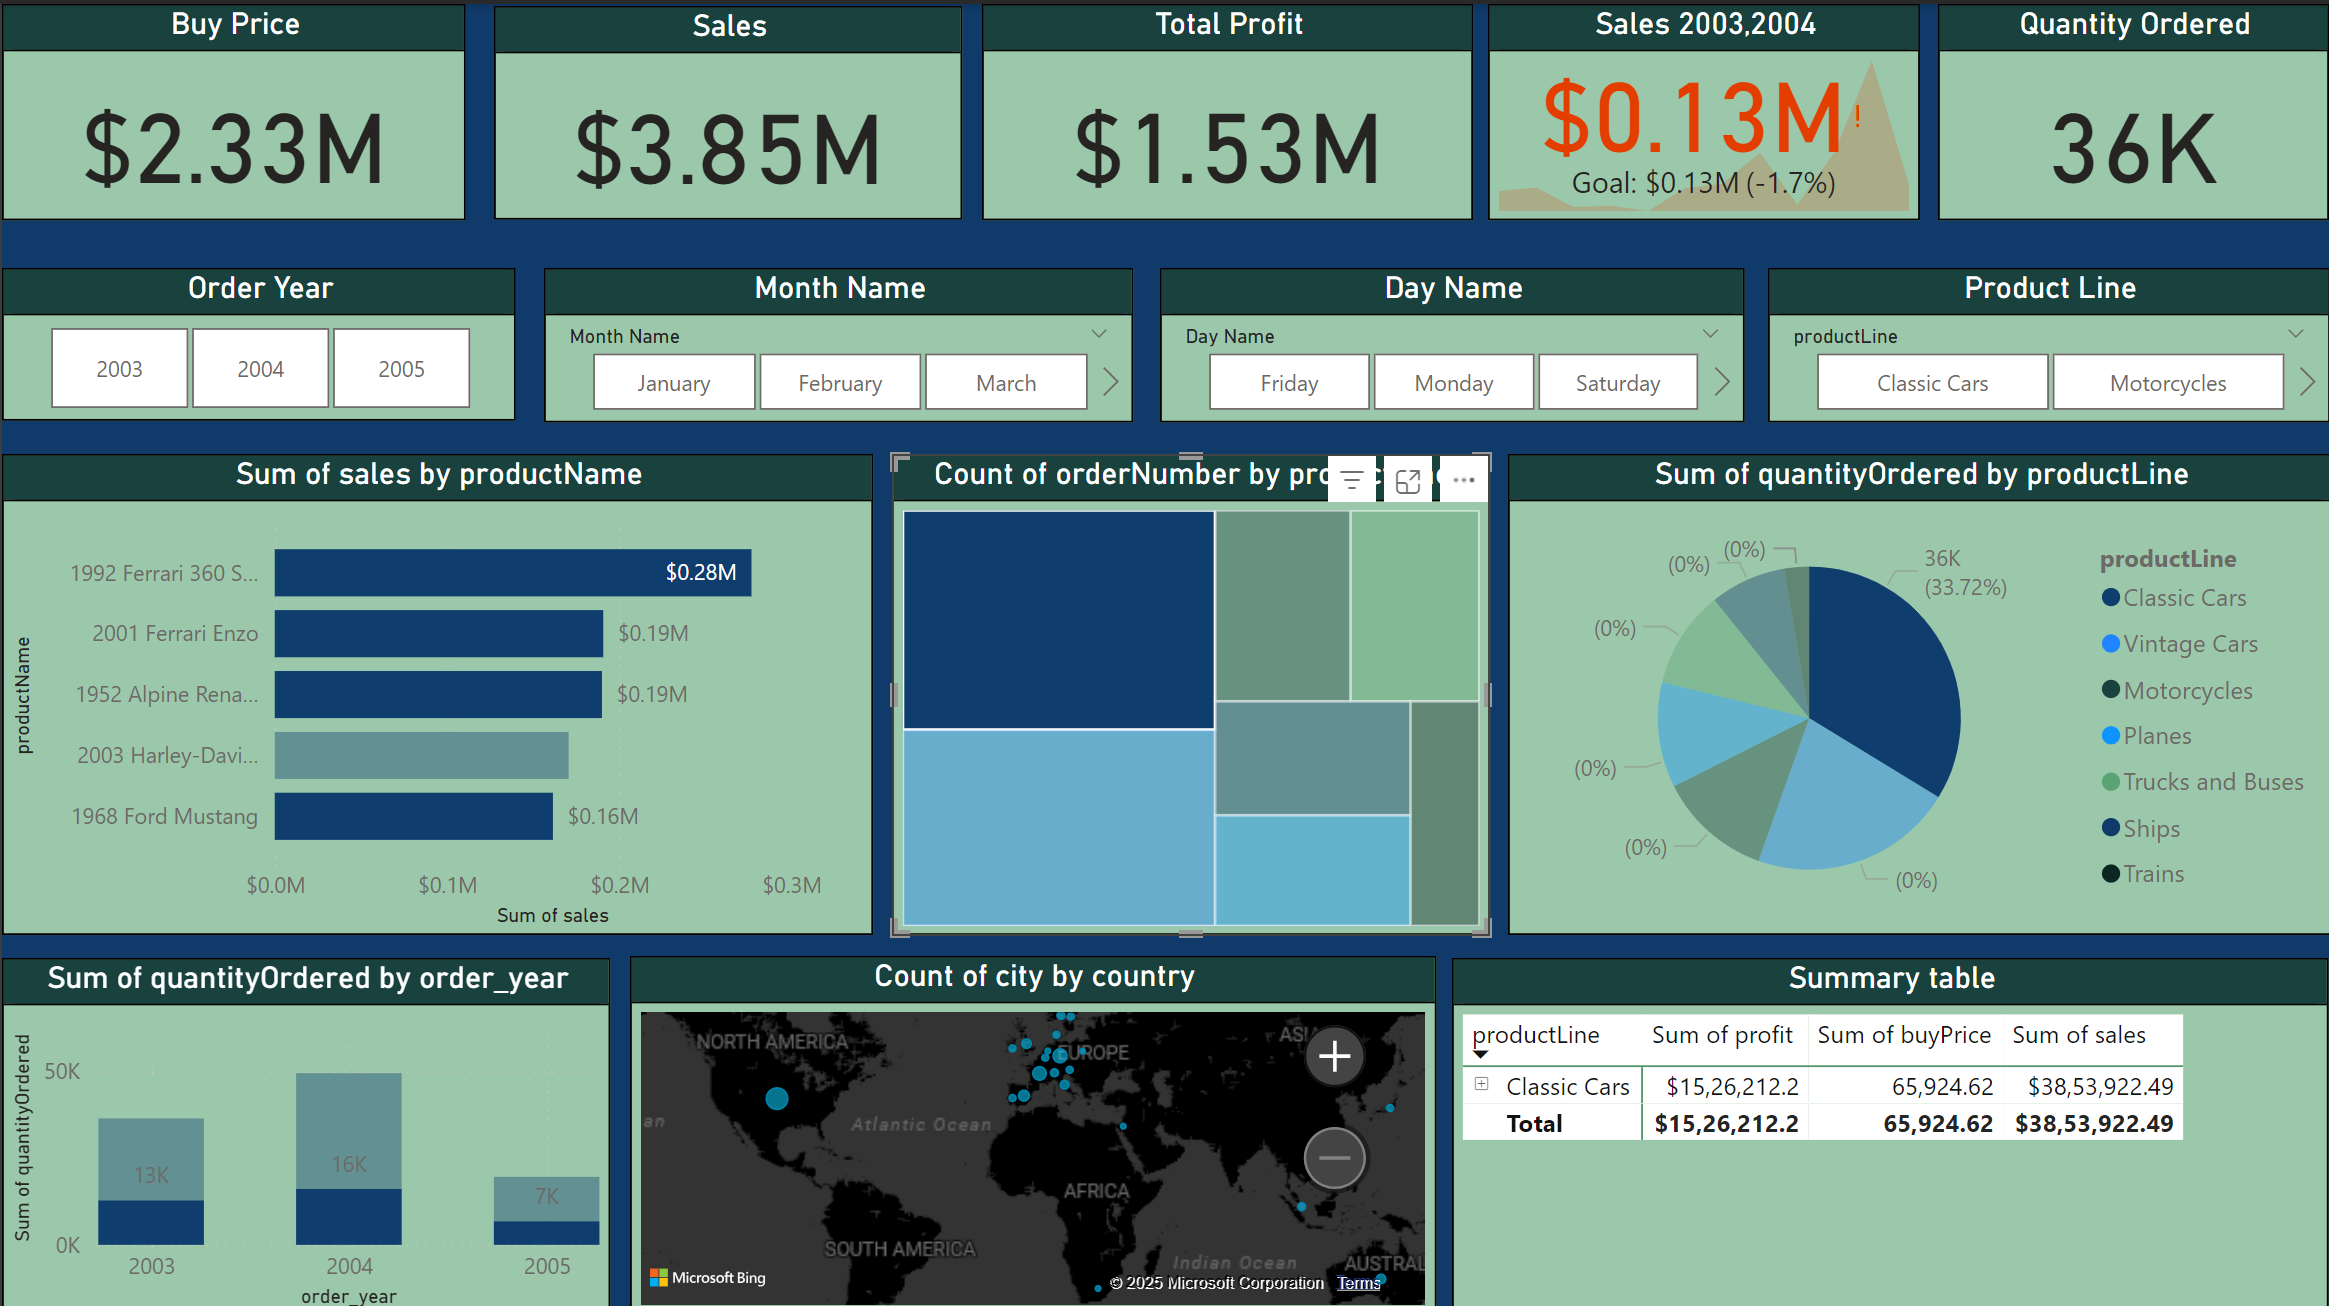 Buy Price
$2.33M
Sales
$3.85M
Total Profit
$1.53M
Sales 2003,2004
$0.13M!
Goal: $0.13M (-1.7%)
Quantity Ordered
36K
Order Year
2003 2004 2005
Month Name
Month Name
January February March
Day Name
Day Name
Friday Monday Saturday
Product Line
productLine
Classic Cars Motorcycles
Sum of sales by productName
productName
1992 Ferrari 360 S... $0.28M
2001 Ferrari Enzo $0.19M
1952 Alpine Rena... $0.19M
2003 Harley-Davi...
1968 Ford Mustang $0.16M
$0.0M $0.1M $0.2M $0.3M
Sum of sales
Count of orderNumber by
Sum of quantityOrdered by productLine
36K
(33.72%)
(0%)
(0%)
(0%)
(0%)
(0%)
(0%)
productLine
Classic Cars
Vintage Cars
Motorcycles
Planes
Trucks and Buses
Ships
Trains
Sum of quantityOrdered by order_year
Sum of quantityOrdered
50K
0K
13K 16K 7K
2003 2004 2005
order_year
Count of city by country
NORTH AMERICA
EUROPE
ASI
an
Atlantic Ocean
AFRICA
SOUTH AMERICA
Indian Ocean
AUSTRAL
Microsoft Bing
© 2025 Microsoft Corporation Terms
Summary table
productLine Sum of profit Sum of buyPrice Sum of sales
Classic Cars $15,26,212.2 65,924.62 $38,53,922.49
Total $15,26,212.2 65,924.62 $38,53,922.49